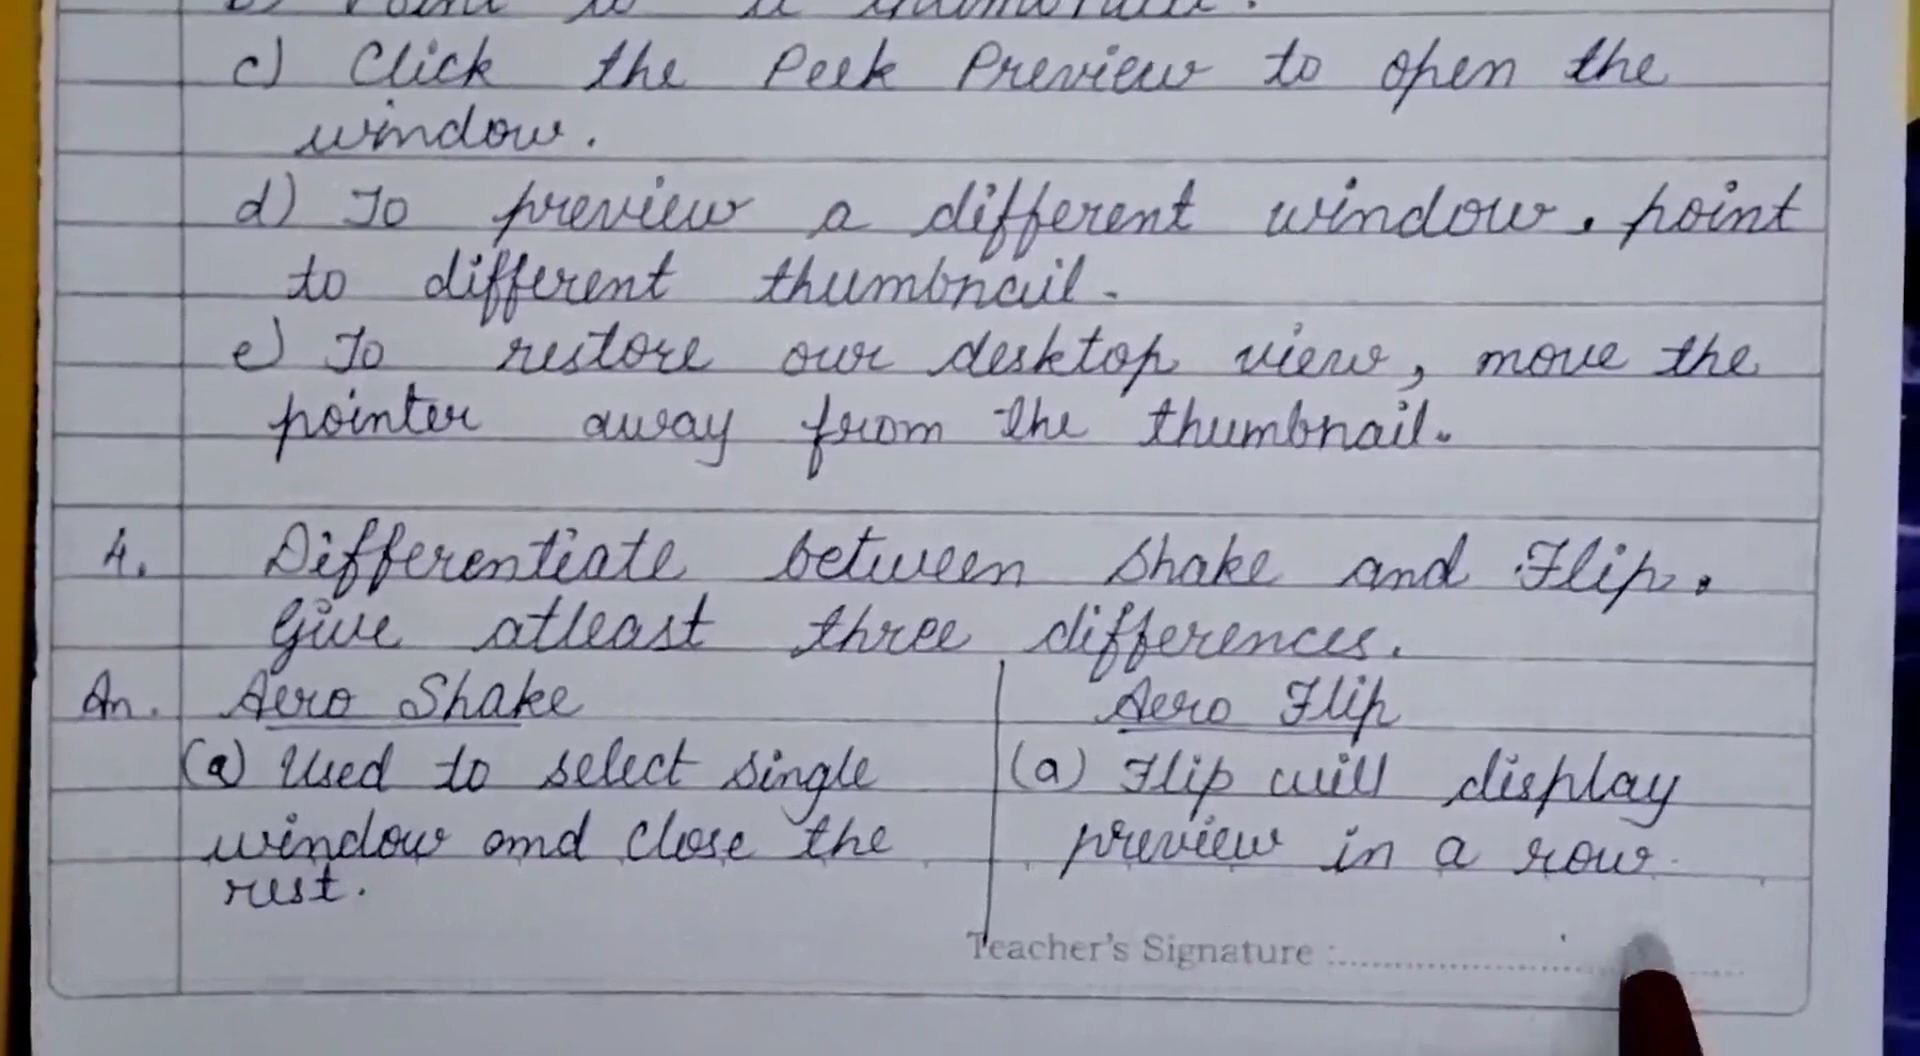 c) Click the Peek Preview to open the
window.
d) To preview a different window, point
to different thumbnail.
e) To restore our desktop view, move the
pointer away from the thumbnail.
4. Differentiate between Shake and Flip.
Give atleast three differences.
An. Aero Shake Aero Flip
(a) Used to select single (a) Flip will display
window and close the preview in a row.
rest.
Teacher's Signature :